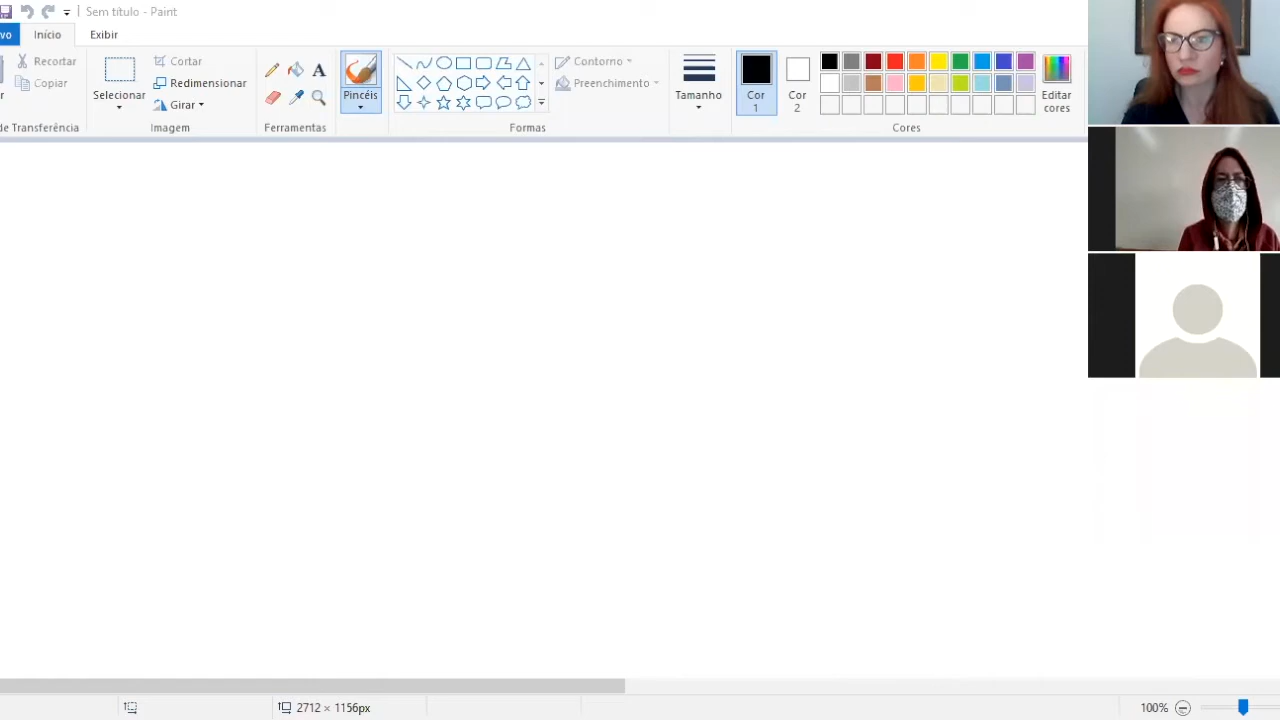 Sem título - Paint
vo
Início
Exibir
Recortar
Copiar
r
de Transferência
Selecionar
Cortar
Redimensionar
Girar
Imagem
A
Ferramentas
Pincéis
Contorno
Preenchimento
Formas
Tamanho
Cor
1
Cor
2
Editar
cores
Cores
2712 × 1156px
100%